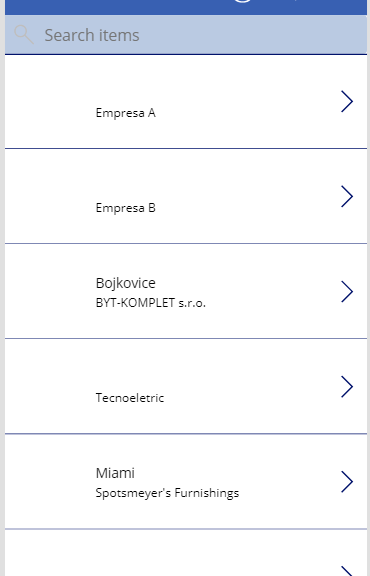 Search items
Empresa A
Empresa B
Bojkovice
BYT-KOMPLET s.r.o.
Tecnoeletric
Miami
Spotsmeyer's Furnishings